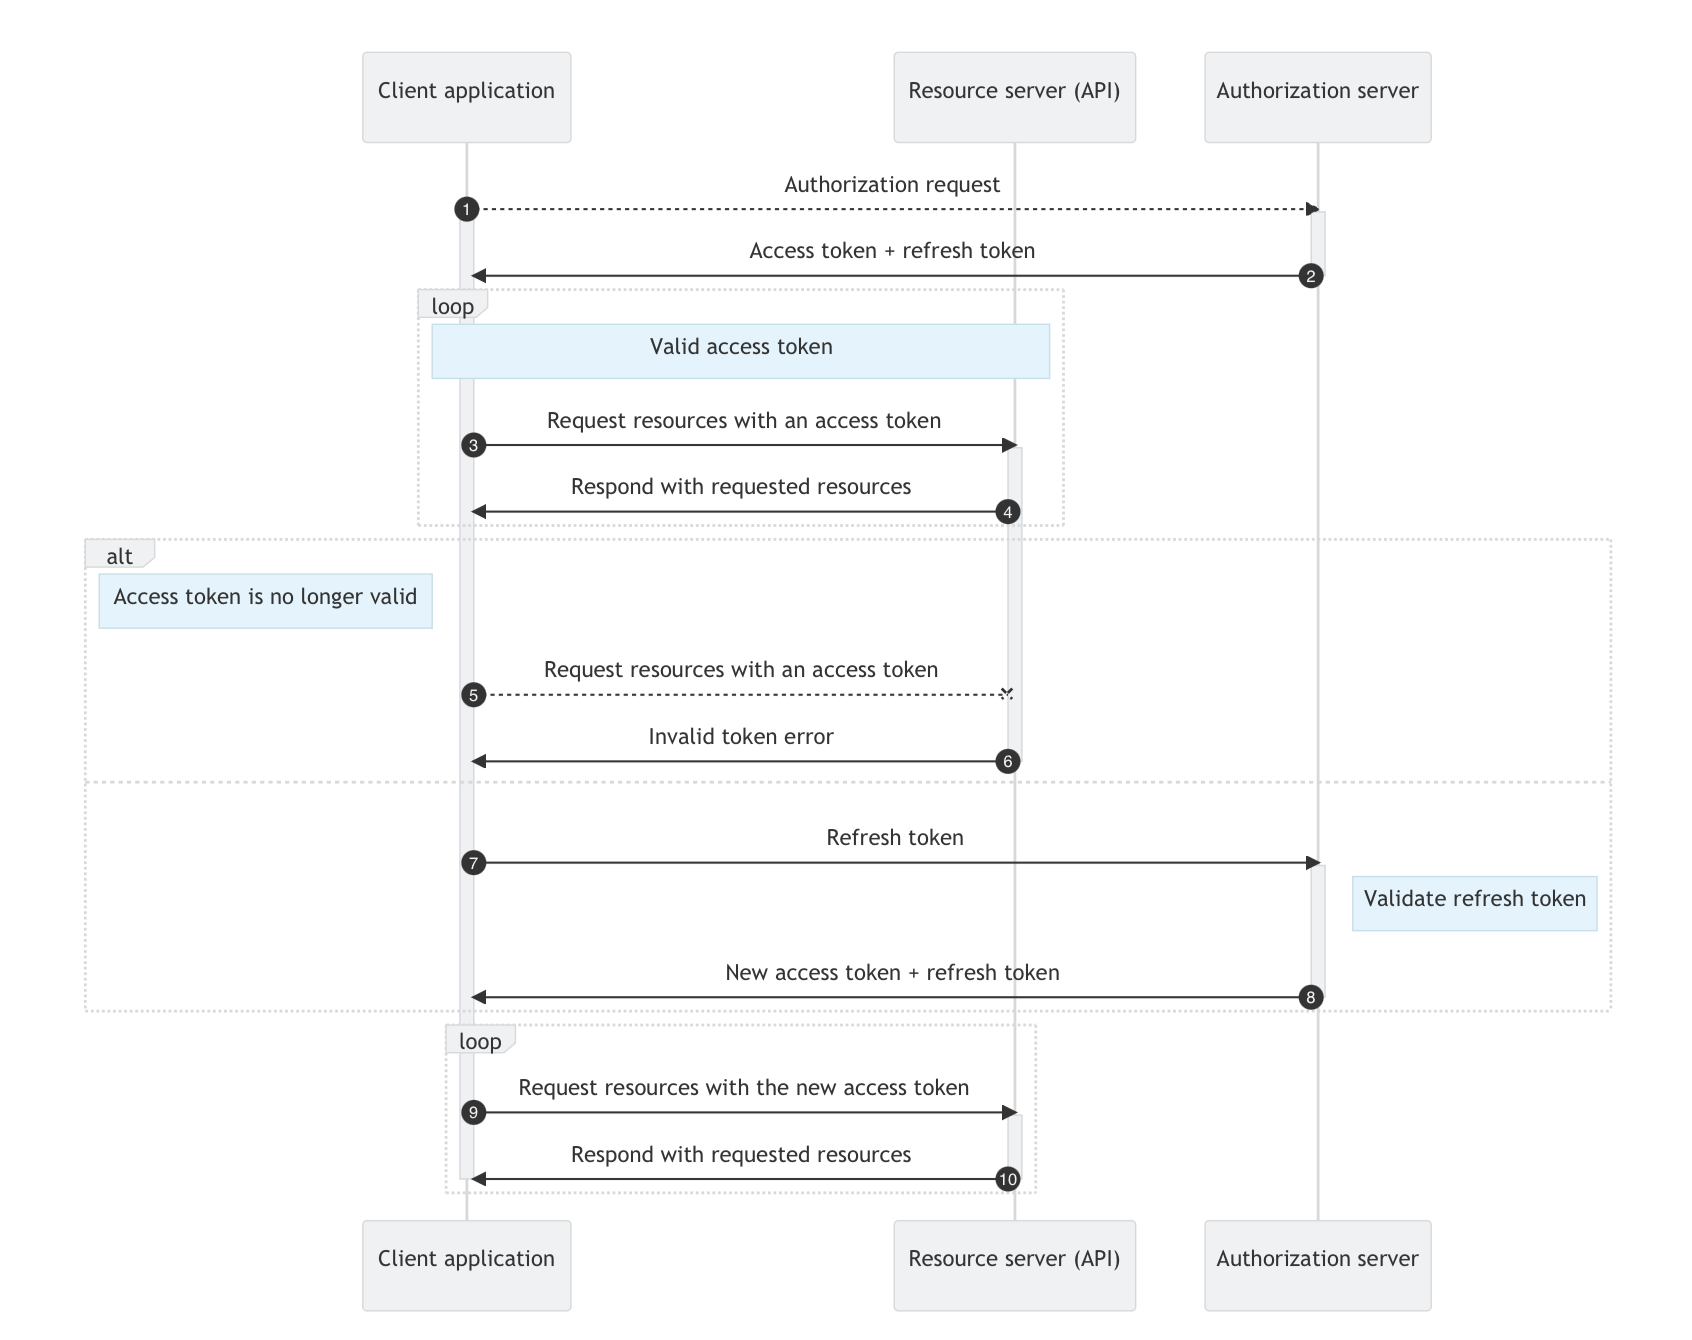 Client application
Resource server (API)
Authorization server
Authorization request
1
Access token + refresh token
2
loop
Valid access token
Request resources with an access token
3
Respond with requested resources
4
alt
Access token is no longer valid
Request resources with an access token
5
Invalid token error
6
Refresh token
7
Validate refresh token
New access token + refresh token
8
loop
Request resources with the new access token
9
Respond with requested resources
10
Client application
Resource server (API)
Authorization server